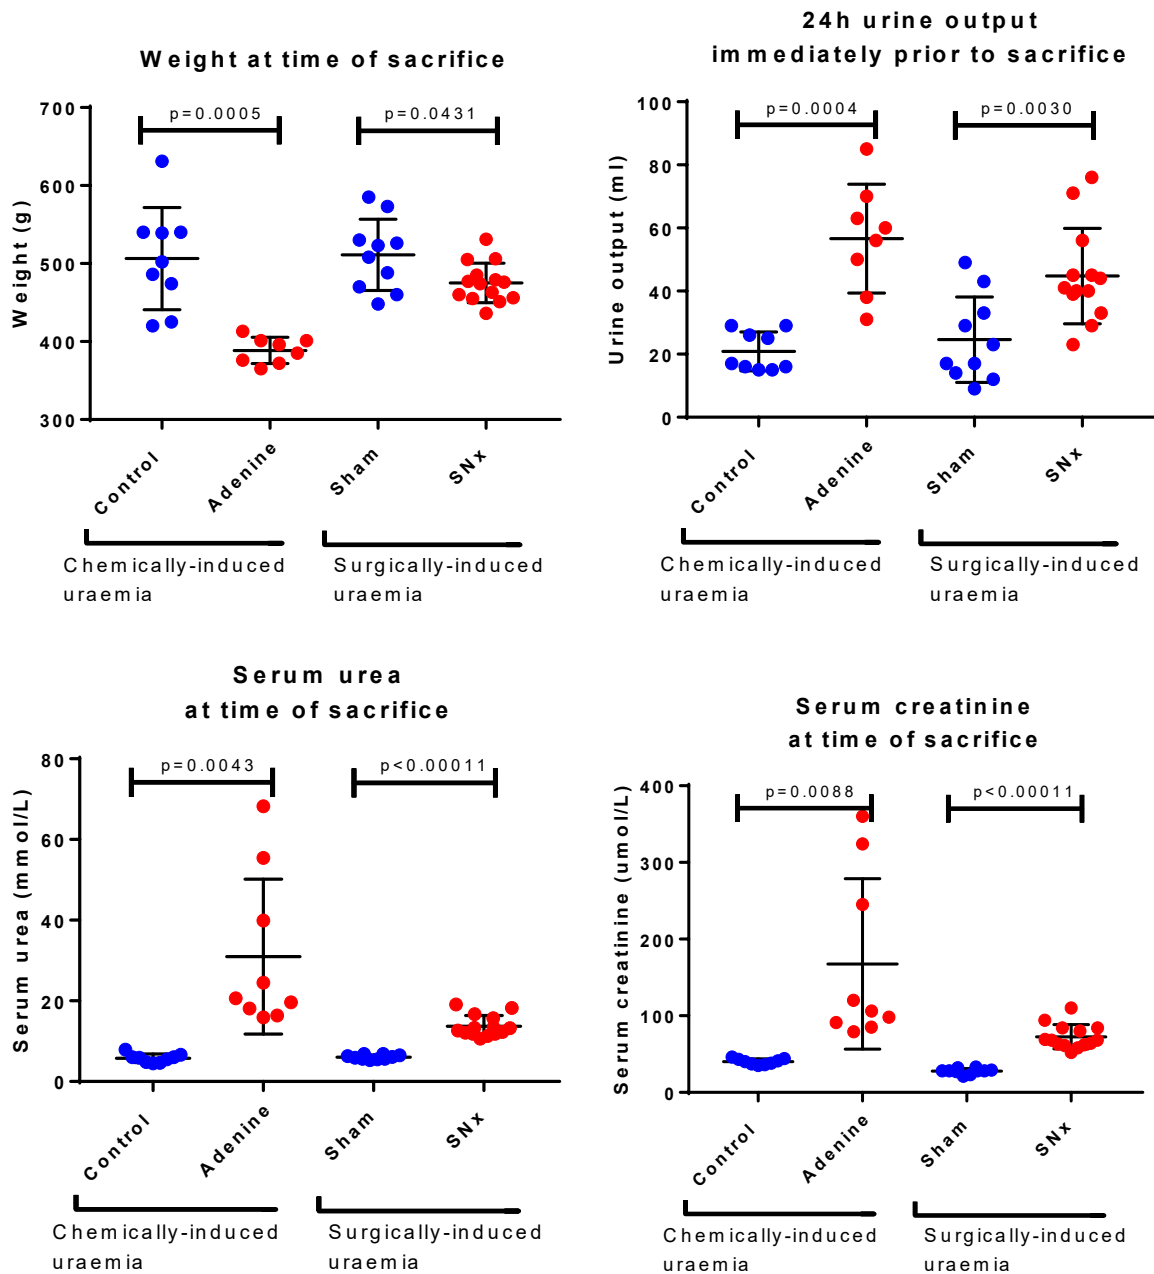 Weight at time of sacrifice
700
600
500
400
300
Weight (g)
p=0.0005
p=0.0431
Control
Adenine
Sham
SNx
Chemically-induced
uraemia
Surgically-induced
uraemia
24h urine output
immediately prior to sacrifice
100
80
60
40
20
0
Urine output (ml)
p=0.0004
p=0.0030
Control
Adenine
Sham
SNx
Chemically-induced
uraemia
Surgically-induced
uraemia
Serum urea
at time of sacrifice
80
60
40
20
0
Serum urea (mmol/L)
p=0.0043
p<0.00011
Control
Adenine
Sham
SNx
Chemically-induced
uraemia
Surgically-induced
uraemia
Serum creatinine
at time of sacrifice
400
300
200
100
0
Serum creatinine (umol/L)
p=0.0088
p<0.00011
Control
Adenine
Sham
SNx
Chemically-induced
uraemia
Surgically-induced
uraemia